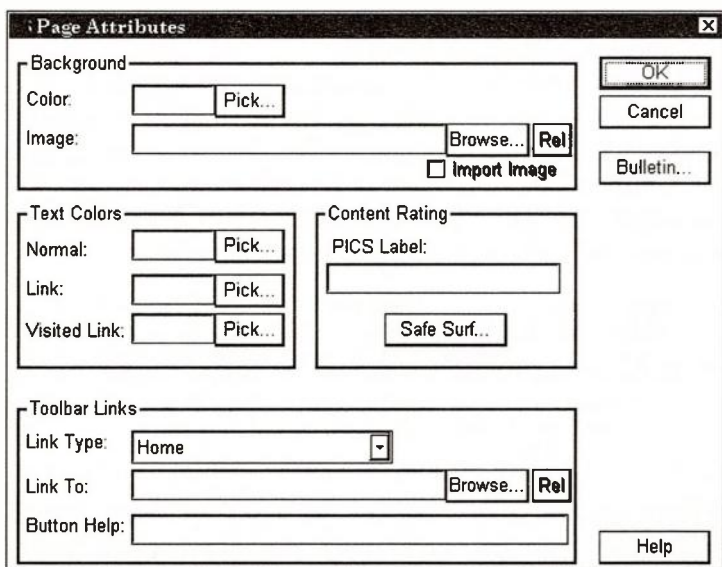 Page Attributes
Background
Color: Pick...
Image: Browse... Rel
Import Image
OK
Cancel
Bulletin...
Text Colors
Normal: Pick...
Link: Pick...
Visited Link: Pick...
Content Rating
PICS Label:
Safe Surf...
Toolbar Links
Link Type: Home
Link To: Browse... Rel
Button Help:
Help